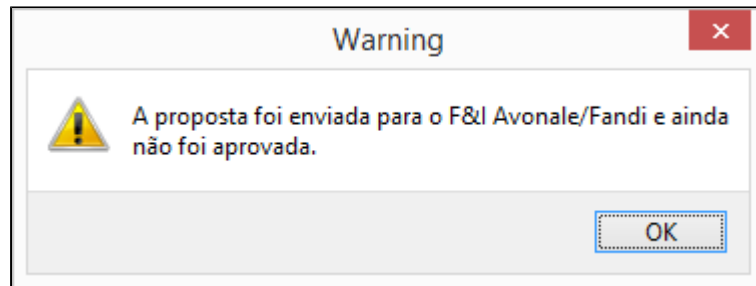 Warning
A proposta foi enviada para o F&I Avonale/Fandi e ainda
não foi aprovada.
OK